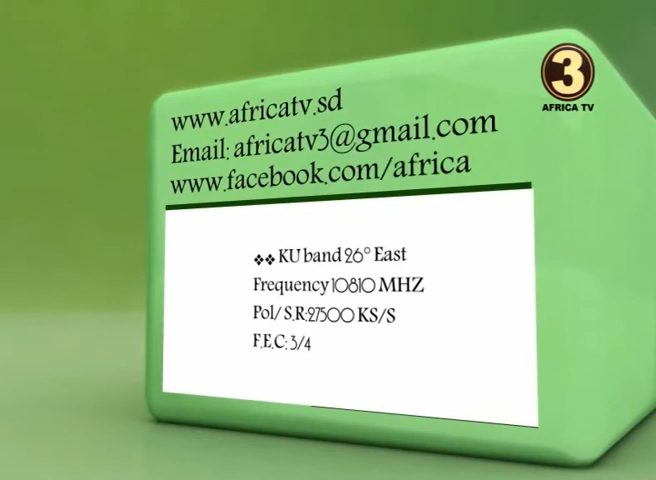 3
AFRICA TV
www.africatv.sd
Email: africatv3@gmail.com
www.facebook.com/africa
❖❖ KU band 26° East
Frequency 10810 MHZ
Pol/ S.R:27500 KS/S
F.E.C: 3/4